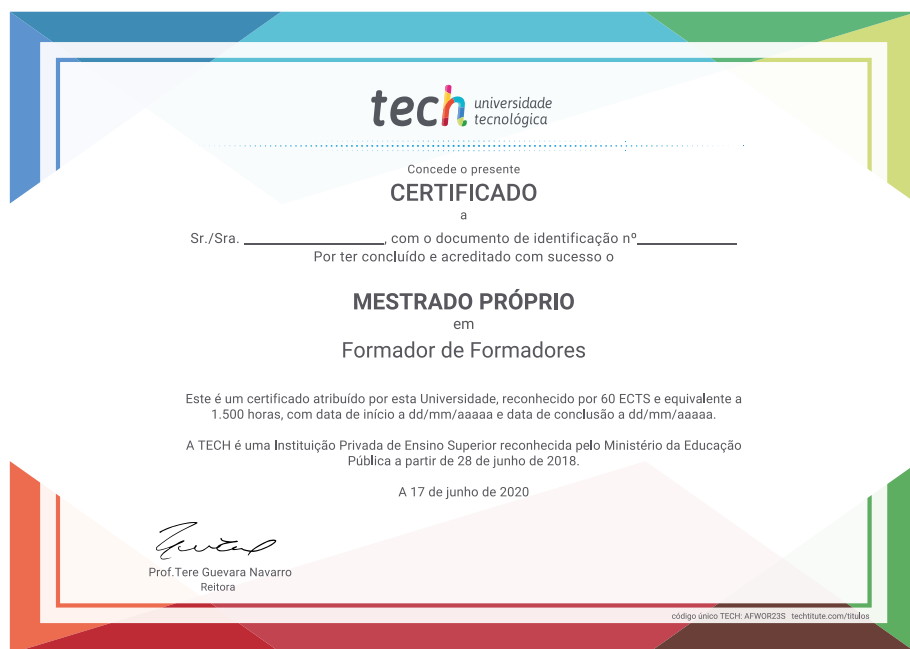 tech universidade
tecnológica
Concede o presente
CERTIFICADO
a
Sr./Sra. ________________, com o documento de identificação nº____________
Por ter concluído e acreditado com sucesso o
MESTRADO PRÓPRIO
em
Formador de Formadores
Este é um certificado atribuído por esta Universidade, reconhecido por 60 ECTS e equivalente a
1.500 horas, com data de início a dd/mm/aaaaa e data de conclusão a dd/mm/aaaaa.
A TECH é uma Instituição Privada de Ensino Superior reconhecida pelo Ministério da Educação
Pública a partir de 28 de junho de 2018.
A 17 de junho de 2020
Prof.Tere Guevara Navarro
Reitora
código único TECH: AFWOR23S techtitute.com/titulos